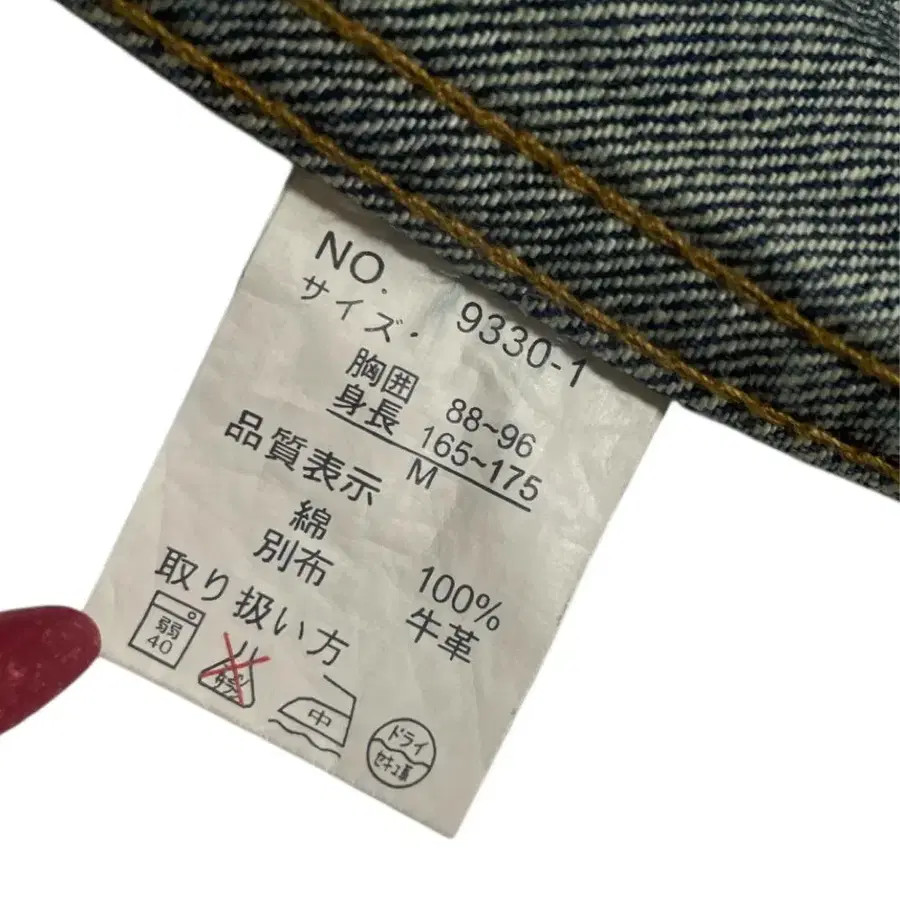 NO. 9330-1
サイズ・
胸囲 88~96
身長 165~175
M
品質表示
綿 100%
別布 牛革
取り扱い方
弱
40
中
ドライ
セキユ系